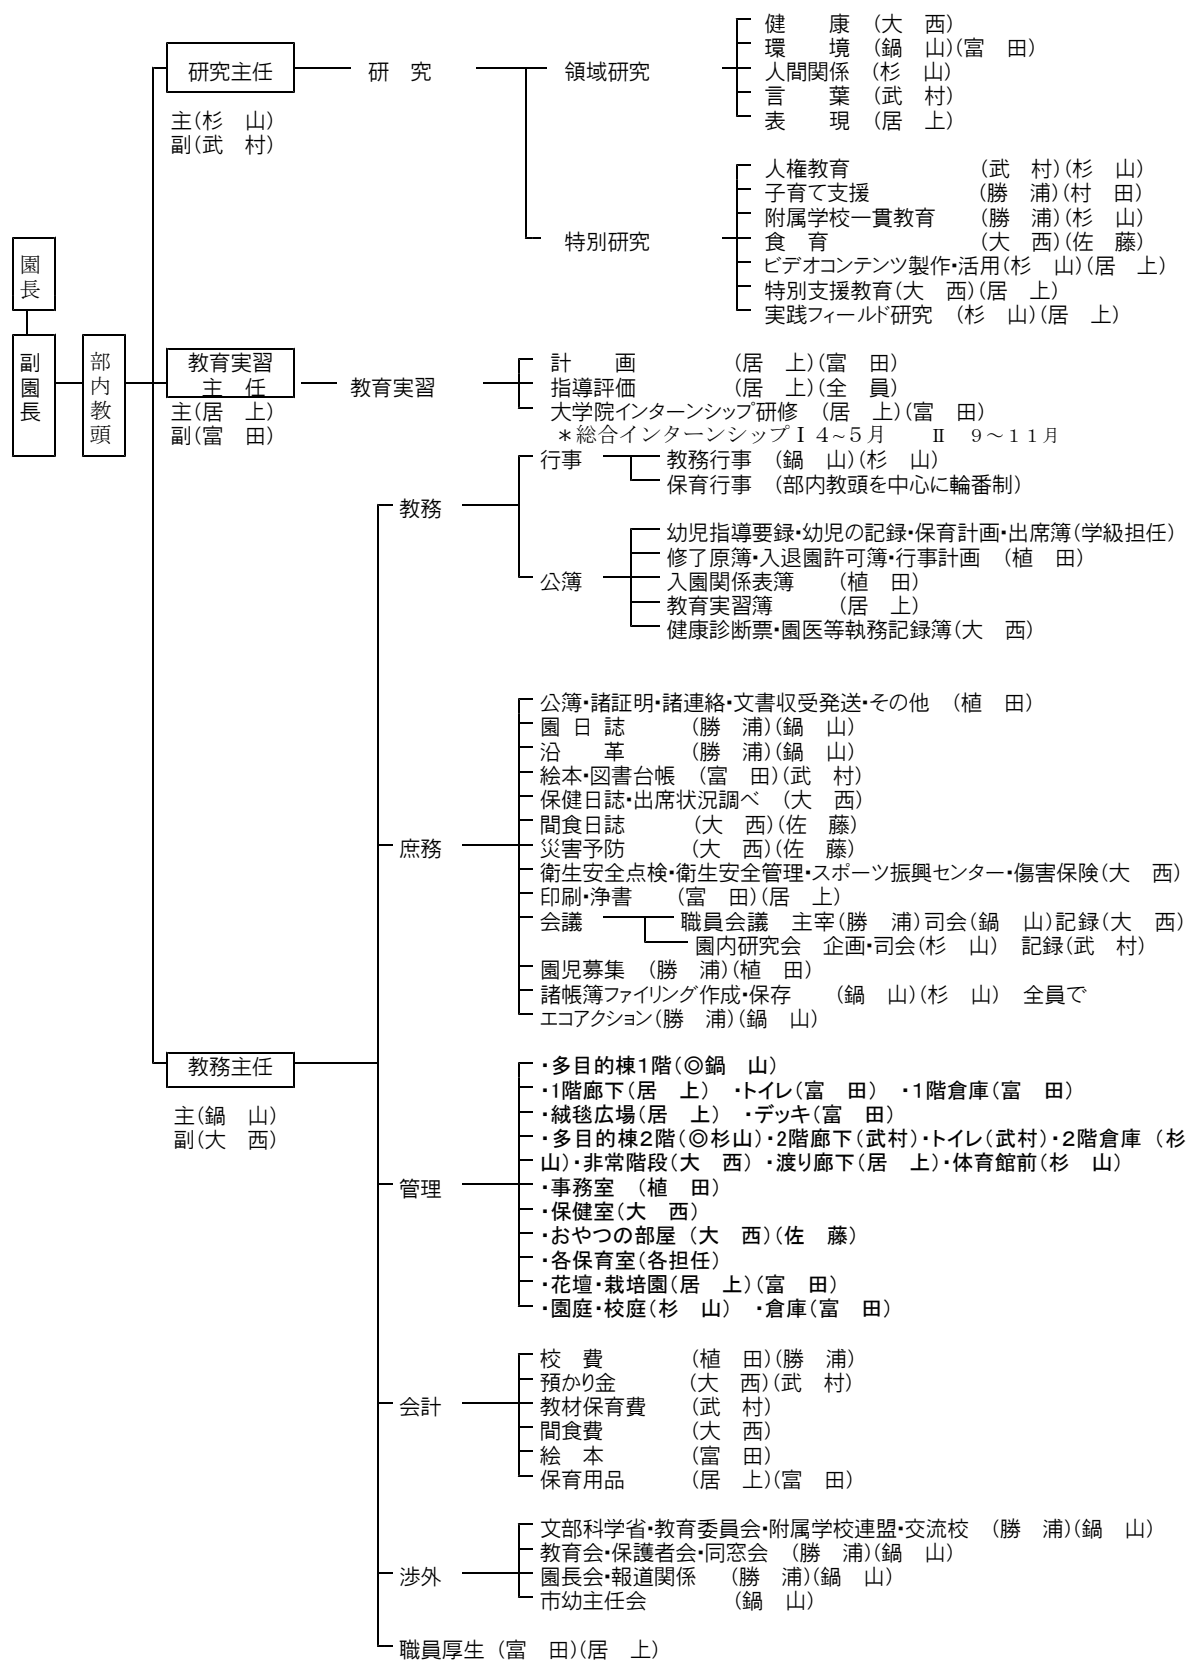 園長
副園長
部内教頭
研究主任
主(杉　山)
副(武　村)
研　究
領域研究
健　　康　(大　西)
環　　境　(鍋　山)(富　田)
人間関係　(杉　山)
言　　葉　(武　村)
表　　現　(居　上)
特別研究
人権教育　(武　村)(杉　山)
子育て支援　(勝　浦)(村　田)
附属学校一貫教育　(勝　浦)(杉　山)
食　育　(大　西)(佐　藤)
ビデオコンテンツ製作・活用(杉　山)(居　上)
特別支援教育(大　西)(居　上)
実践フィールド研究　(杉　山)(居　上)
教育実習
主　任
主(居　上)
副(富　田)
教育実習
計　　画　(居　上)(富　田)
指導評価　(居　上)(全　員)
大学院インターンシップ研修　(居　上)(富　田)
＊総合インターンシップⅠ 4~5月　Ⅱ　９～１１月
教務主任
主(鍋　山)
副(大　西)
教務
行事
教務行事　(鍋　山)(杉　山)
保育行事　(部内教頭を中心に輪番制)
公簿
幼児指導要録・幼児の記録・保育計画・出席簿(学級担任)
修了原簿・入退園許可簿・行事計画　(植　田)
入園関係表簿　(植　田)
教育実習簿　(居　上)
健康診断票・園医等執務記録簿(大　西)
庶務
公簿・諸証明・諸連絡・文書収受発送・その他　(植　田)
園 日 誌　(勝　浦)(鍋　山)
沿　　革　(勝　浦)(鍋　山)
絵本・図書台帳　(富　田)(武　村)
保健日誌・出席状況調べ　(大　西)
間食日誌　(大　西)(佐　藤)
災害予防　(大　西)(佐　藤)
衛生安全点検・衛生安全管理・スポーツ振興センター・傷害保険(大　西)
印刷・浄書　(富　田)(居　上)
会議
職員会議　主宰(勝　浦)司会(鍋　山)記録(大　西)
園内研究会　企画・司会(杉　山)　記録(武　村)
園児募集　(勝　浦)(植　田)
諸帳簿ファイリング作成・保存　(鍋　山)(杉　山)　全員で
エコアクション(勝　浦)(鍋　山)
管理
・多目的棟１階(◎鍋　山)
・1階廊下(居　上)　・トイレ(富　田)　・１階倉庫(富　田)
・絨毯広場(居　上)　・デッキ(富　田)
・多目的棟２階(◎杉山)・2階廊下(武村)・トイレ(武村)・２階倉庫 (杉
山)・非常階段(大　西)　・渡り廊下(居　上)・体育館前(杉　山)
・事務室　(植　田)
・保健室(大　西)
・おやつの部屋 (大　西)(佐　藤)
・各保育室(各担任)
・花壇・栽培園(居　上)(富　田)
・園庭・校庭(杉　山)　・倉庫(富　田)
会計
校　費　(植　田)(勝　浦)
預かり金　(大　西)(武　村)
教材保育費　(武　村)
間食費　(大　西)
絵　本　(富　田)
保育用品　(居　上)(富　田)
渉外
文部科学省・教育委員会・附属学校連盟・交流校　(勝　浦)(鍋　山)
教育会・保護者会・同窓会　(勝　浦)(鍋　山)
園長会・報道関係　(勝　浦)(鍋　山)
市幼主任会　(鍋　山)
職員厚生 (富　田)(居　上)